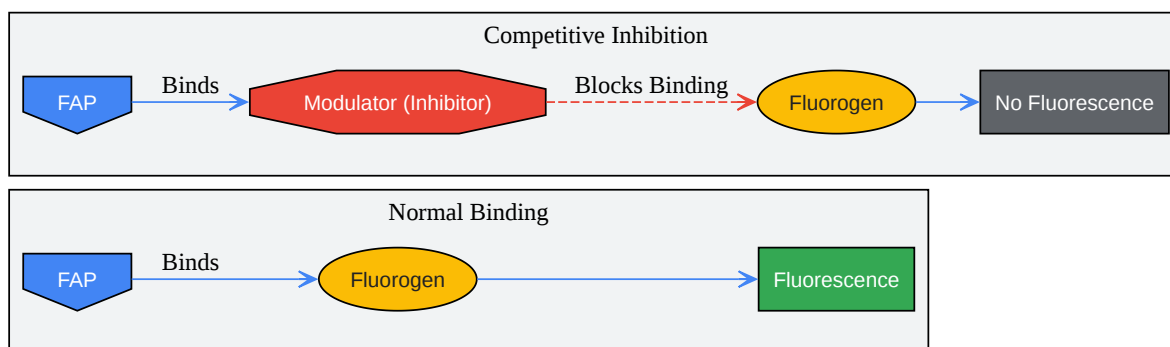 Competitive Inhibition
FAP
Binds
Modulator (Inhibitor)
Blocks Binding
Fluorogen
No Fluorescence
Normal Binding
FAP
Binds
Fluorogen
Fluorescence